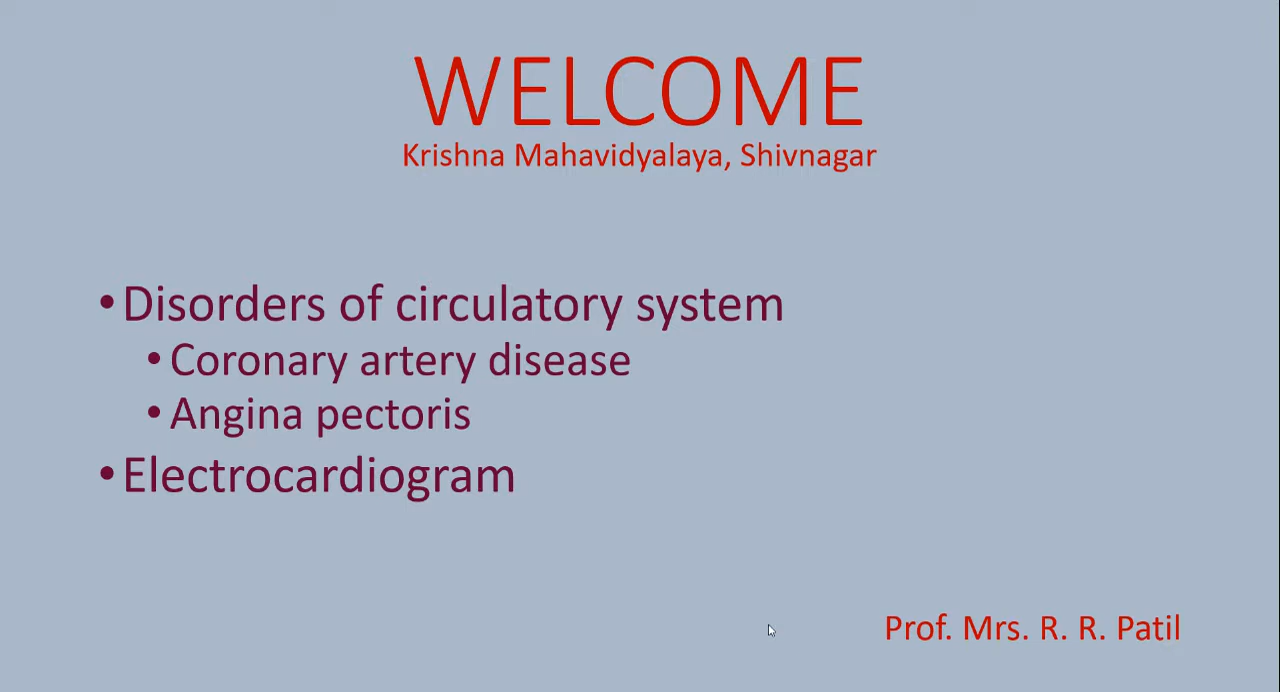 WELCOME
Krishna Mahavidyalaya, Shivnagar
•Disorders of circulatory system
•Coronary artery disease
•Angina pectoris
•Electrocardiogram
Prof. Mrs. R. R. Patil